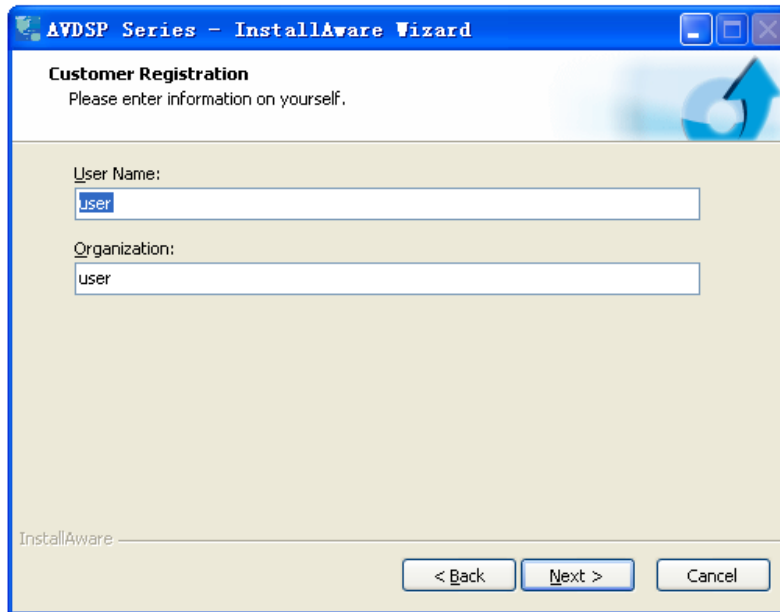 AVDSP Series - InstallAware Wizard
Customer Registration
Please enter information on yourself.
User Name:
user
Organization:
user
InstallAware
< Back Next > Cancel